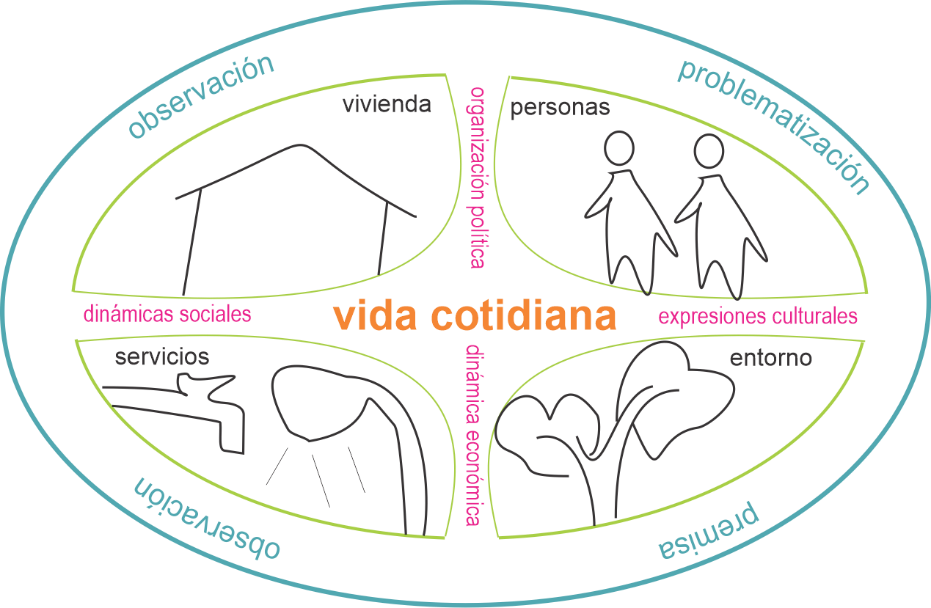 observación
problematización
vivienda
personas
organización política
dinámicas sociales
vida cotidiana
expresiones culturales
servicios
dinámica económica
entorno
observación
premisa